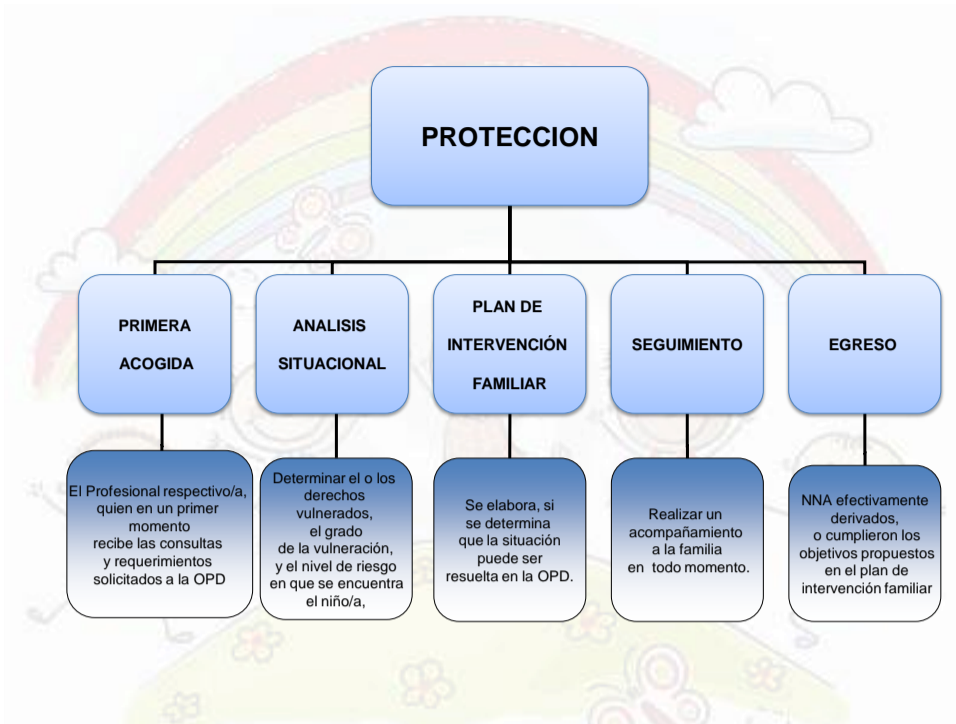 PROTECCION
PRIMERA
ACOGIDA
ANALISIS
SITUACIONAL
PLAN DE
INTERVENCIÓN
FAMILIAR
SEGUIMIENTO
EGRESO
El Profesional respectivo/a,
quien en un primer
momento
recibe las consultas
y requerimientos
solicitados a la OPD
Determinar el o los
derechos
vulnerados,
el grado
de la vulneración,
y el nivel de riesgo
en que se encuentra
el niño/a,
Se elabora, si
se determina
que la situación
puede ser
resuelta en la OPD.
Realizar un
acompañamiento
a la familia
en todo momento.
NNA efectivamente
derivados,
o cumplieron los
objetivos propuestos
en el plan de
intervención familiar